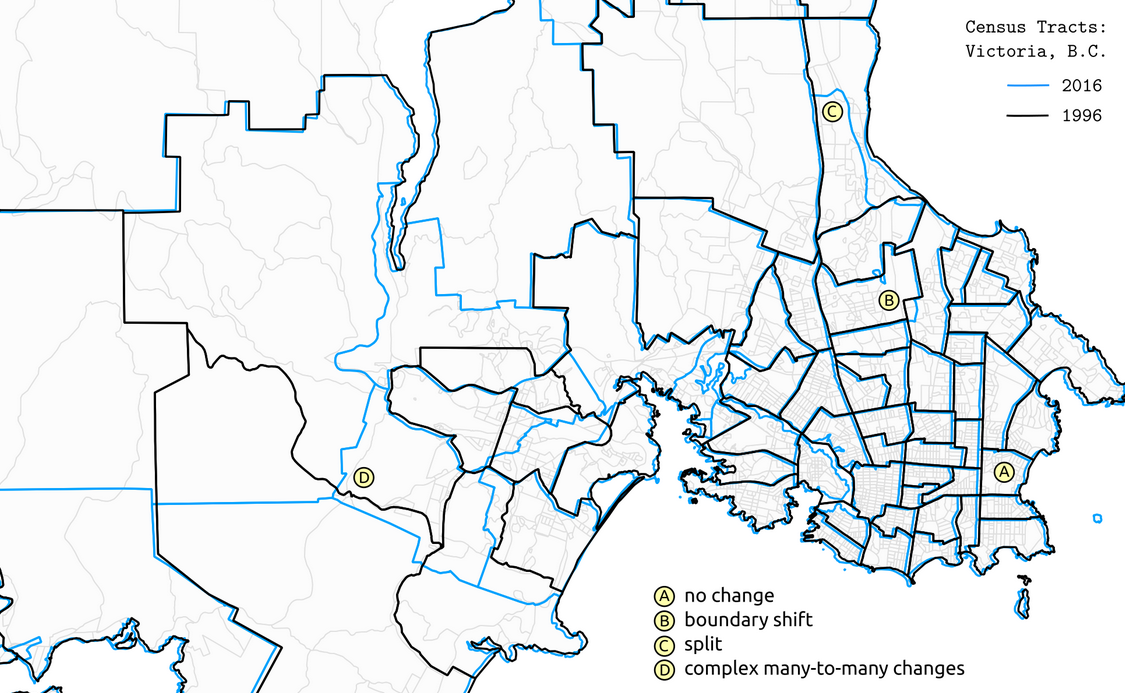 Census Tracts:
Victoria, B.C.
2016
1996
C
B
A
D
A no change
B boundary shift
C split
D complex many-to-many changes